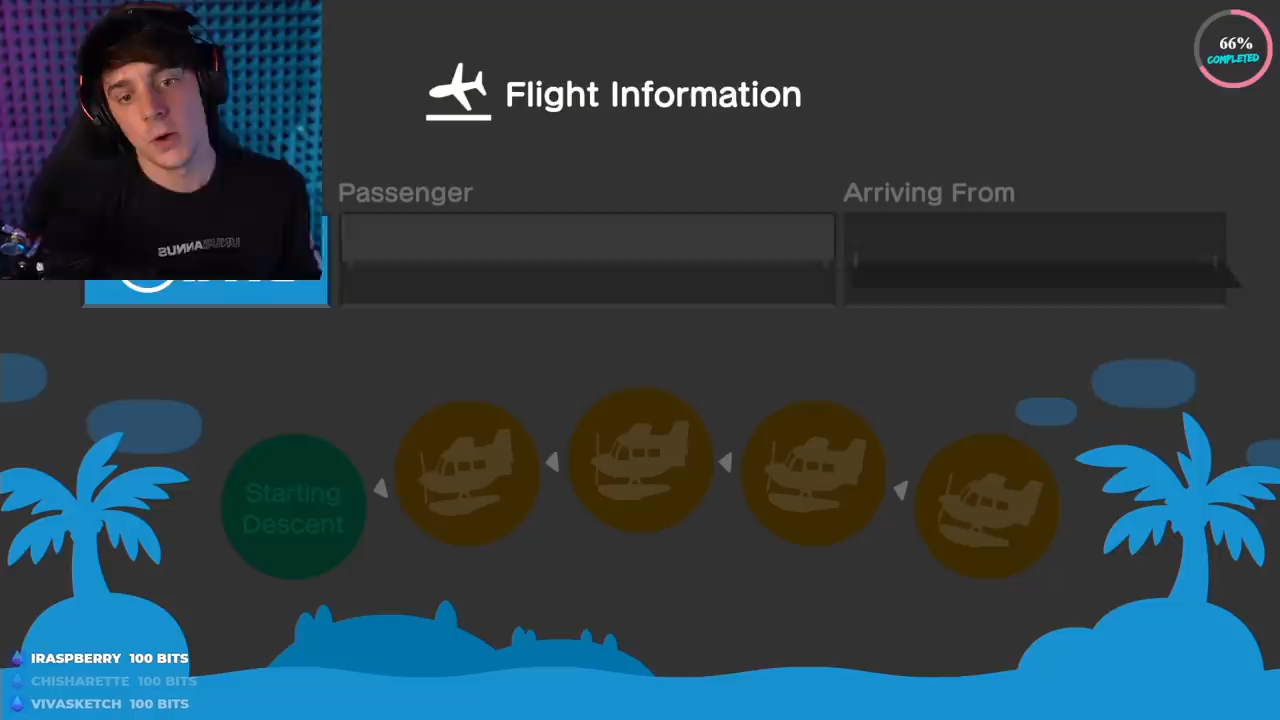 66%
COMPLETED
Flight Information
Passenger
Arriving From
Starting
Descent
IRASPBERRY 100 BITS
CHISHARETTE 100 BITS
VIVASKETCH 100 BITS